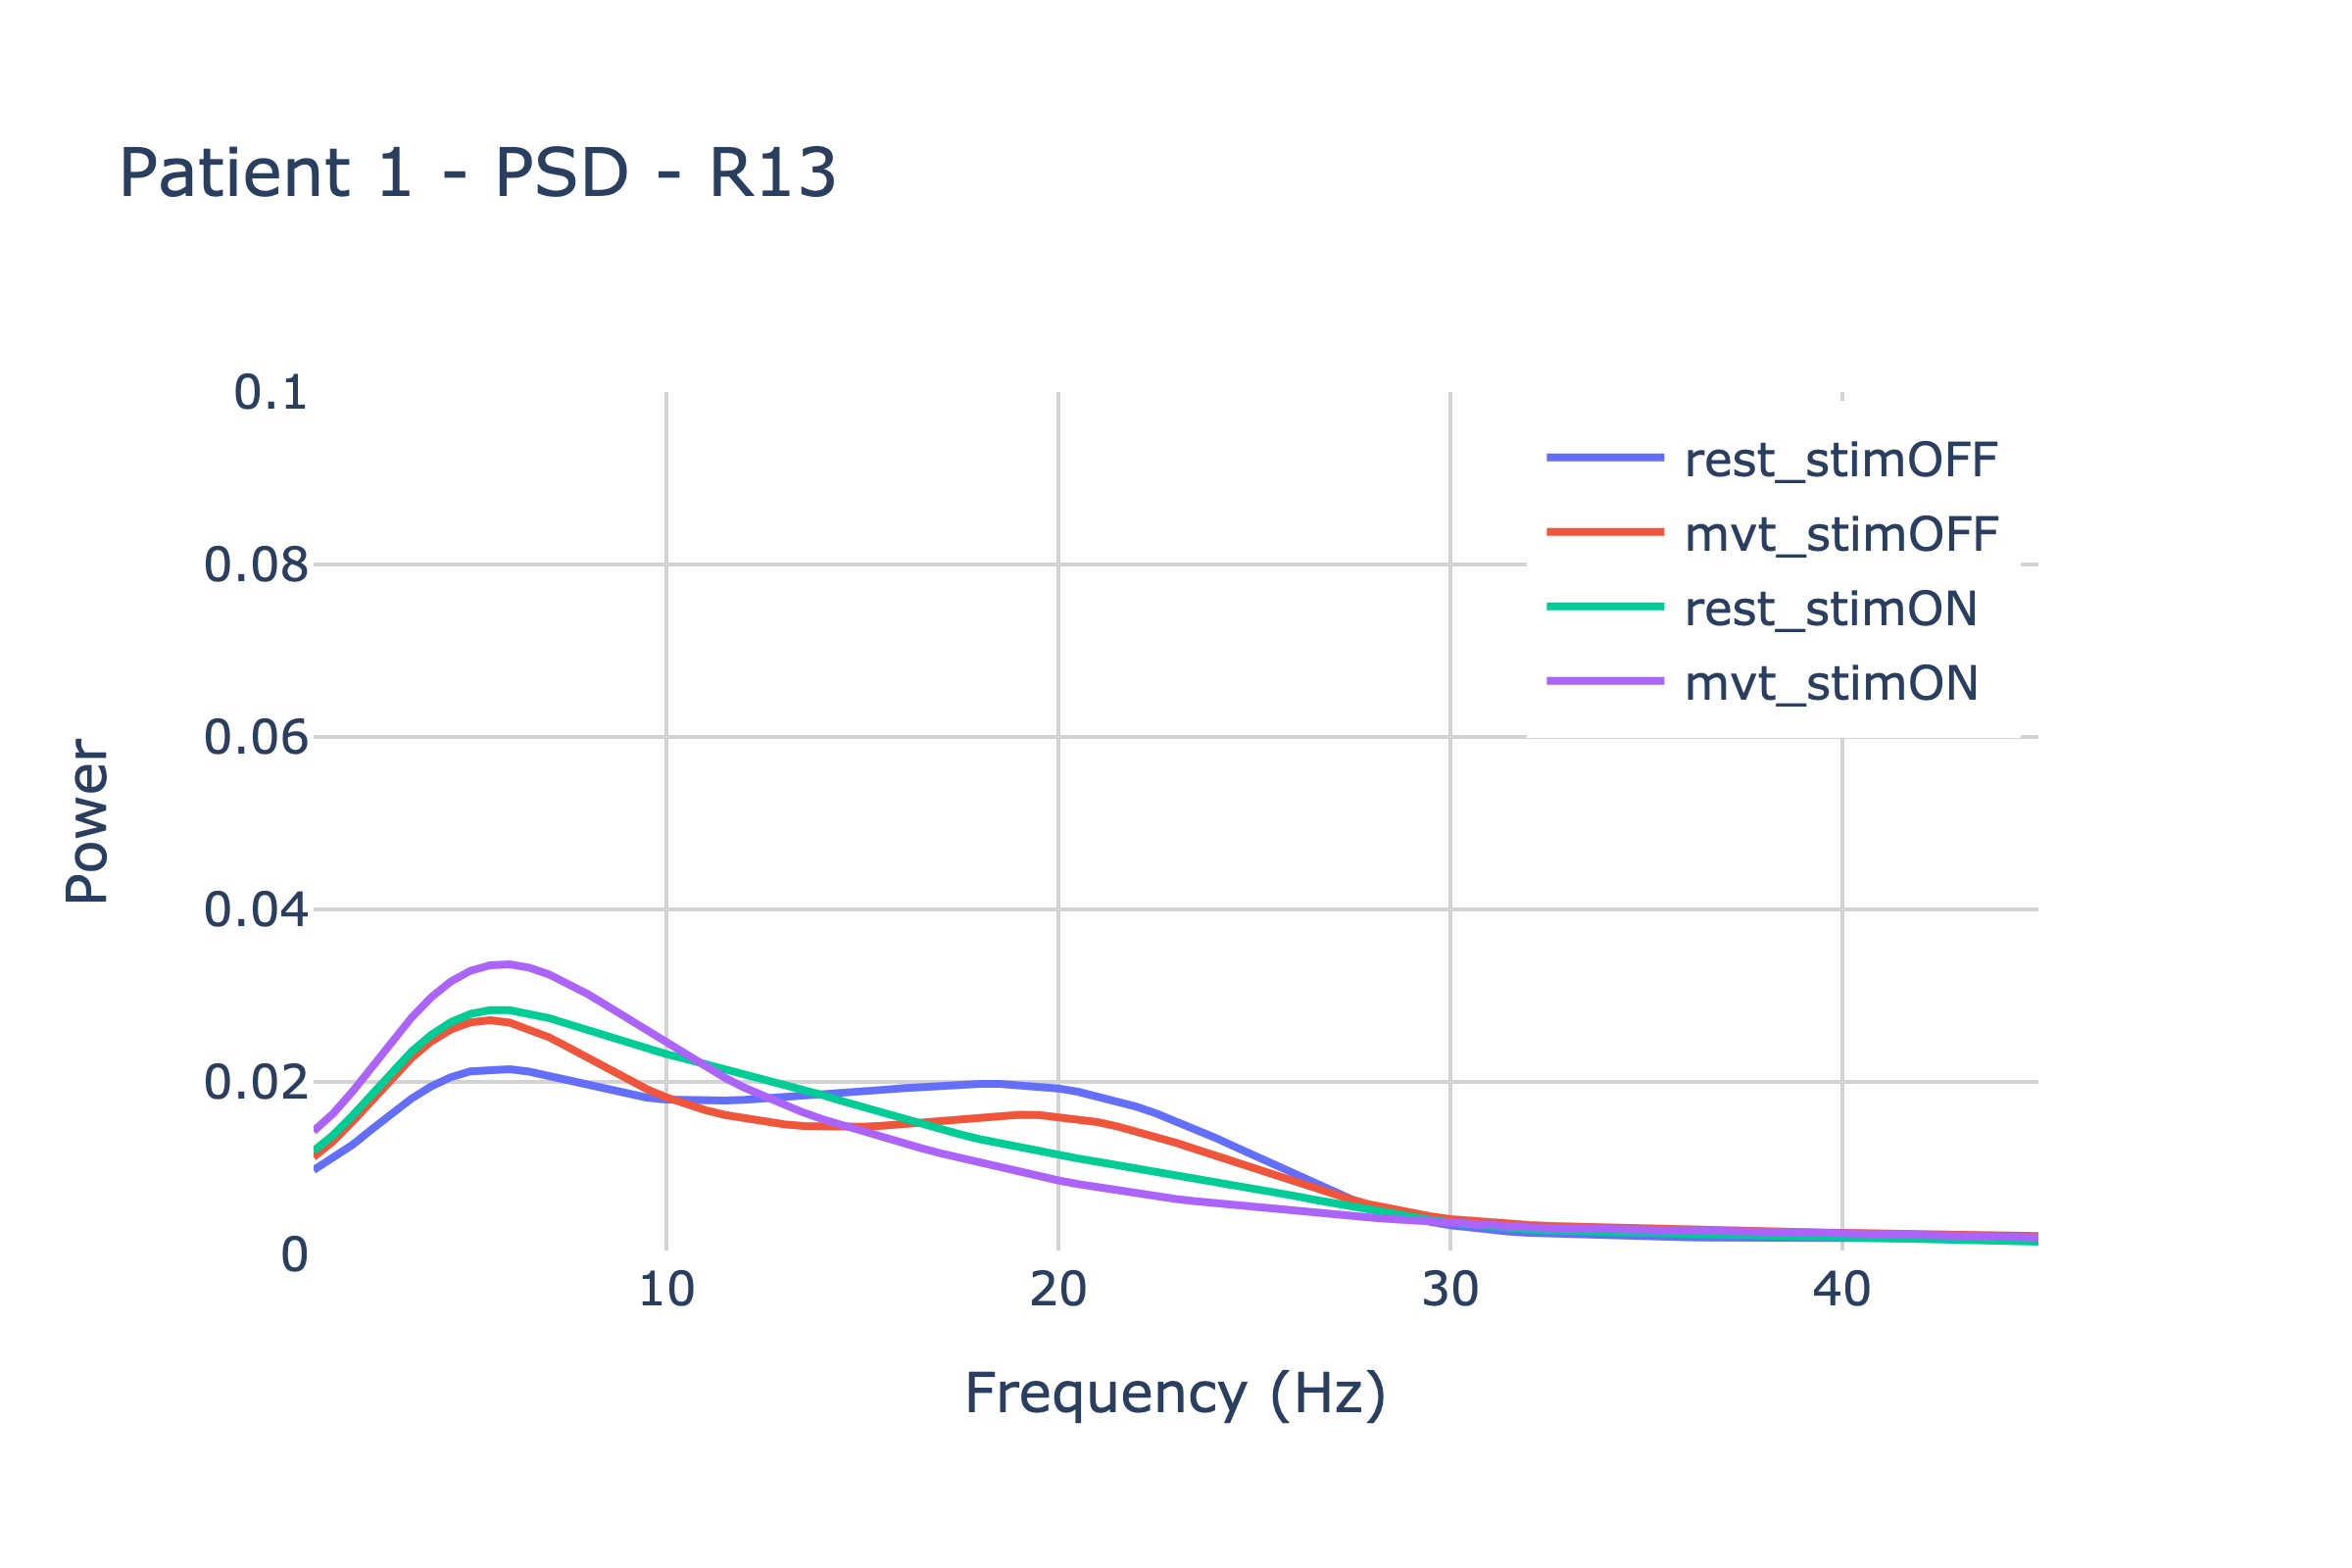 Patient 1 - PSD - R13
0.1
0.08
0.06
0.04
0.02
0
Power
rest_stimOFF
mvt_stimOFF
rest_stimON
mvt_stimON
10 20 30 40
Frequency (Hz)